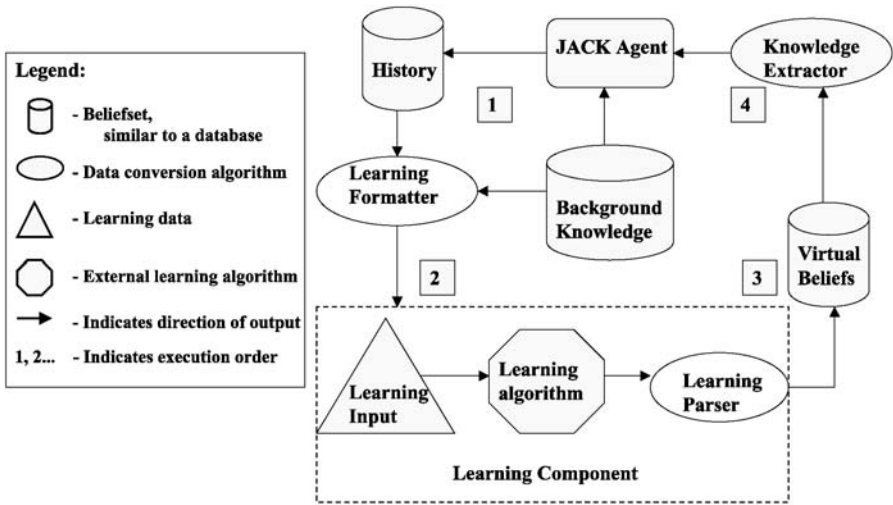 Legend:
- Beliefset,
similar to a database
- Data conversion algorithm
- Learning data
- External learning algorithm
- Indicates direction of output
1, 2... - Indicates execution order
History
1
JACK Agent
4
Knowledge
Extractor
Learning
Formatter
Background
Knowledge
2
3
Virtual
Beliefs
Learning
Input
Learning
algorithm
Learning
Parser
Learning Component